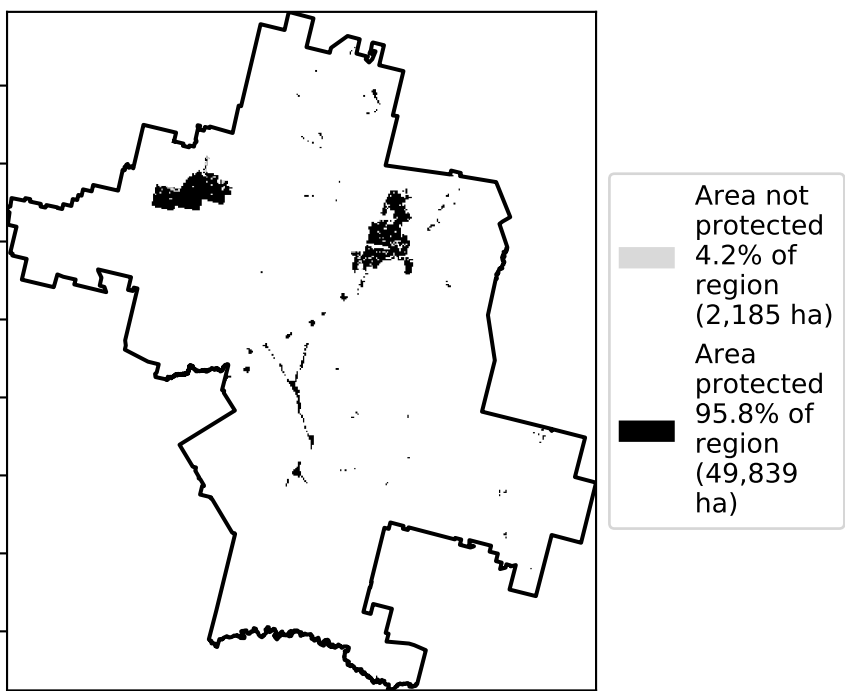 Area not
protected
4.2% of
region
(2,185 ha)
Area
protected
95.8% of
region
(49,839
ha)